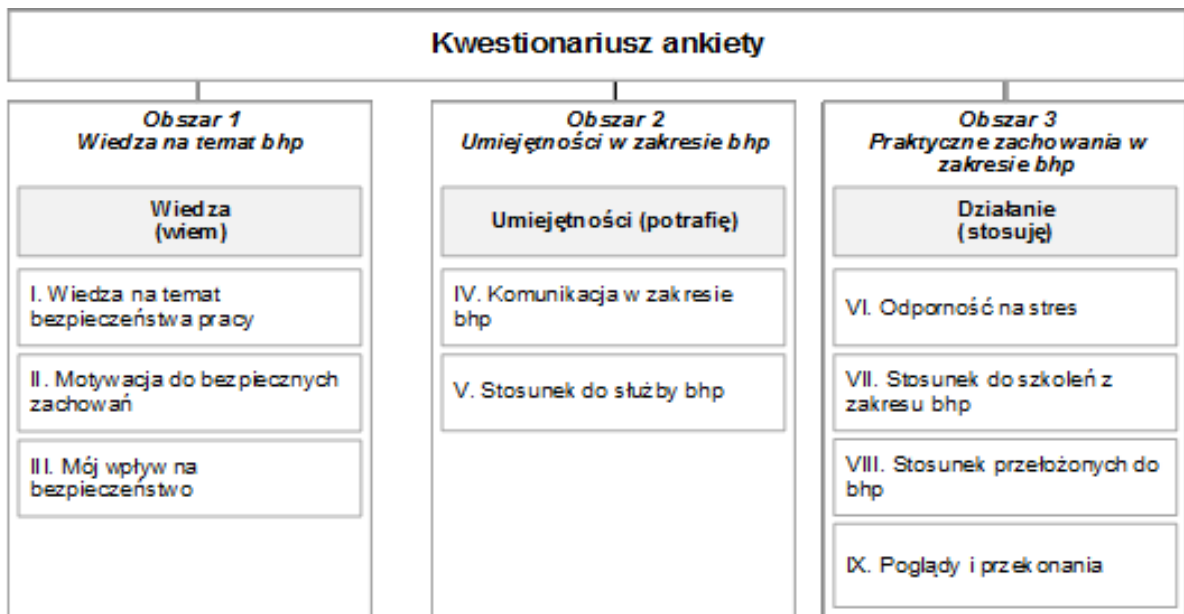 Kwestionariusz ankiety
Obszar 1
Wiedza na temat bhp
Wiedza
(wiem)
I. Wiedza na temat
bezpieczeństwa pracy
II. Motywacja do bezpiecznych
zachowań
III. Mój wpływ na
bezpieczeństwo
Obszar 2
Umiejętności w zakresie bhp
Umiejętności (potrafię)
IV. Komunikacja w zakresie
bhp
V. Stosunek do służby bhp
Obszar 3
Praktyczne zachowania w
zakresie bhp
Działanie
(stosuję)
VI. Odporność na stres
VII. Stosunek do szkoleń z
zakresu bhp
VIII. Stosunek przełożonych do
bhp
IX. Poglądy i przekonania